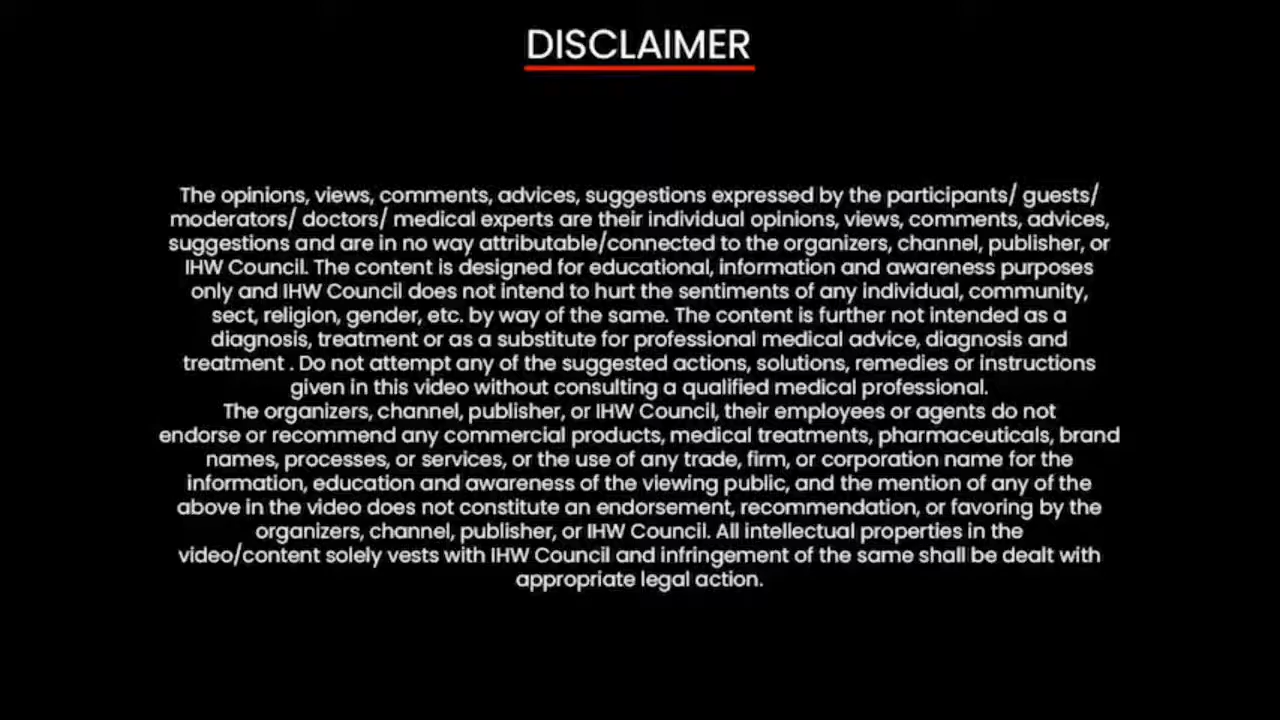 DISCLAIMER
The opinions, views, comments, advices, suggestions expressed by the participants/ guests/
moderators/ doctors/ medical experts are their individual opinions, views, comments, advices,
suggestions and are in no way attributable/connected to the organizers, channel, publisher, or
IHW Council. The content is designed for educational, information and awareness purposes
only and IHW Council does not intend to hurt the sentiments of any individual, community,
sect, religion, gender, etc. by way of the same. The content is further not intended as a
diagnosis, treatment or as a substitute for professional medical advice, diagnosis and
treatment . Do not attempt any of the suggested actions, solutions, remedies or instructions
given in this video without consulting a qualified medical professional.
The organizers, channel, publisher, or IHW Council, their employees or agents do not
endorse or recommend any commercial products, medical treatments, pharmaceuticals, brand
names, processes, or services, or the use of any trade, firm, or corporation name for the
information, education and awareness of the viewing public, and the mention of any of the
above in the video does not constitute an endorsement, recommendation, or favoring by the
organizers, channel, publisher, or IHW Council. All intellectual properties in the
video/content solely vests with IHW Council and infringement of the same shall be dealt with
appropriate legal action.